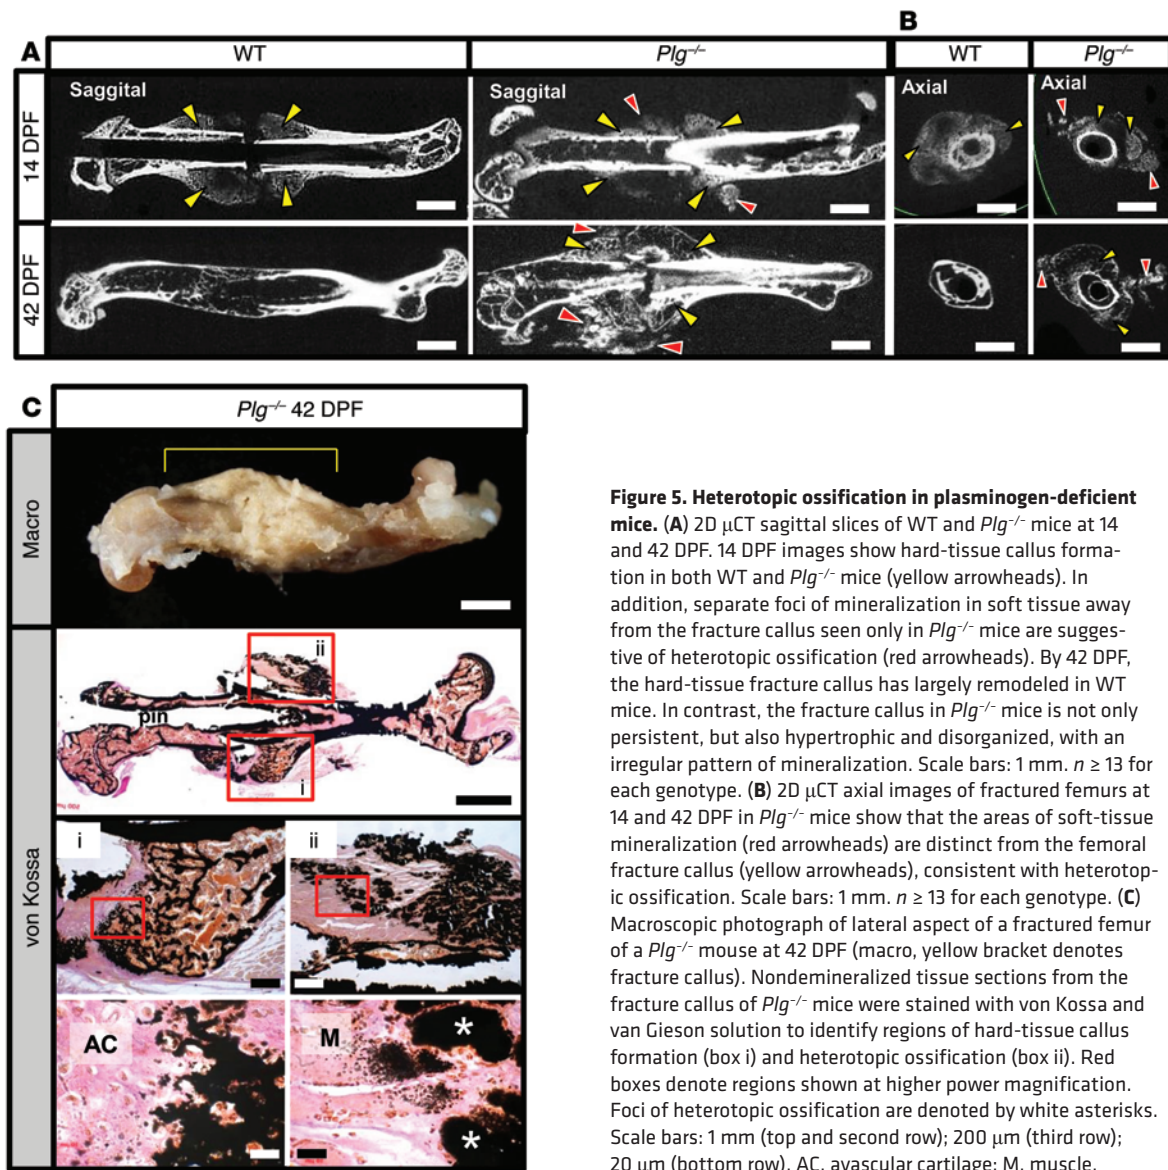 A
WT
Plg–/–
B
WT
Plg–/–
14 DPF
Saggital
Saggital
Axial
Axial
42 DPF
C
Plg–/– 42 DPF
Macro
von Kossa
ii
pin
i
i
ii
AC
M
*
*
Figure 5. Heterotopic ossification in plasminogen-deficient
mice. (A) 2D μCT sagittal slices of WT and Plg–/– mice at 14
and 42 DPF. 14 DPF images show hard-tissue callus forma-
tion in both WT and Plg–/– mice (yellow arrowheads). In
addition, separate foci of mineralization in soft tissue away
from the fracture callus seen only in Plg–/– mice are sugges-
tive of heterotopic ossification (red arrowheads). By 42 DPF,
the hard-tissue fracture callus has largely remodeled in WT
mice. In contrast, the fracture callus in Plg–/– mice is not only
persistent, but also hypertrophic and disorganized, with an
irregular pattern of mineralization. Scale bars: 1 mm. n ≥ 13 for
each genotype. (B) 2D μCT axial images of fractured femurs at
14 and 42 DPF in Plg–/– mice show that the areas of soft-tissue
mineralization (red arrowheads) are distinct from the femoral
fracture callus (yellow arrowheads), consistent with heterotop-
ic ossification. Scale bars: 1 mm. n ≥ 13 for each genotype. (C)
Macroscopic photograph of lateral aspect of a fractured femur
of a Plg–/– mouse at 42 DPF (macro, yellow bracket denotes
fracture callus). Nondemineralized tissue sections from the
fracture callus of Plg–/– mice were stained with von Kossa and
van Gieson solution to identify regions of hard-tissue callus
formation (box i) and heterotopic ossification (box ii). Red
boxes denote regions shown at higher power magnification.
Foci of heterotopic ossification are denoted by white asterisks.
Scale bars: 1 mm (top and second row); 200 μm (third row);
20 μm (bottom row). AC, avascular cartilage; M, muscle.